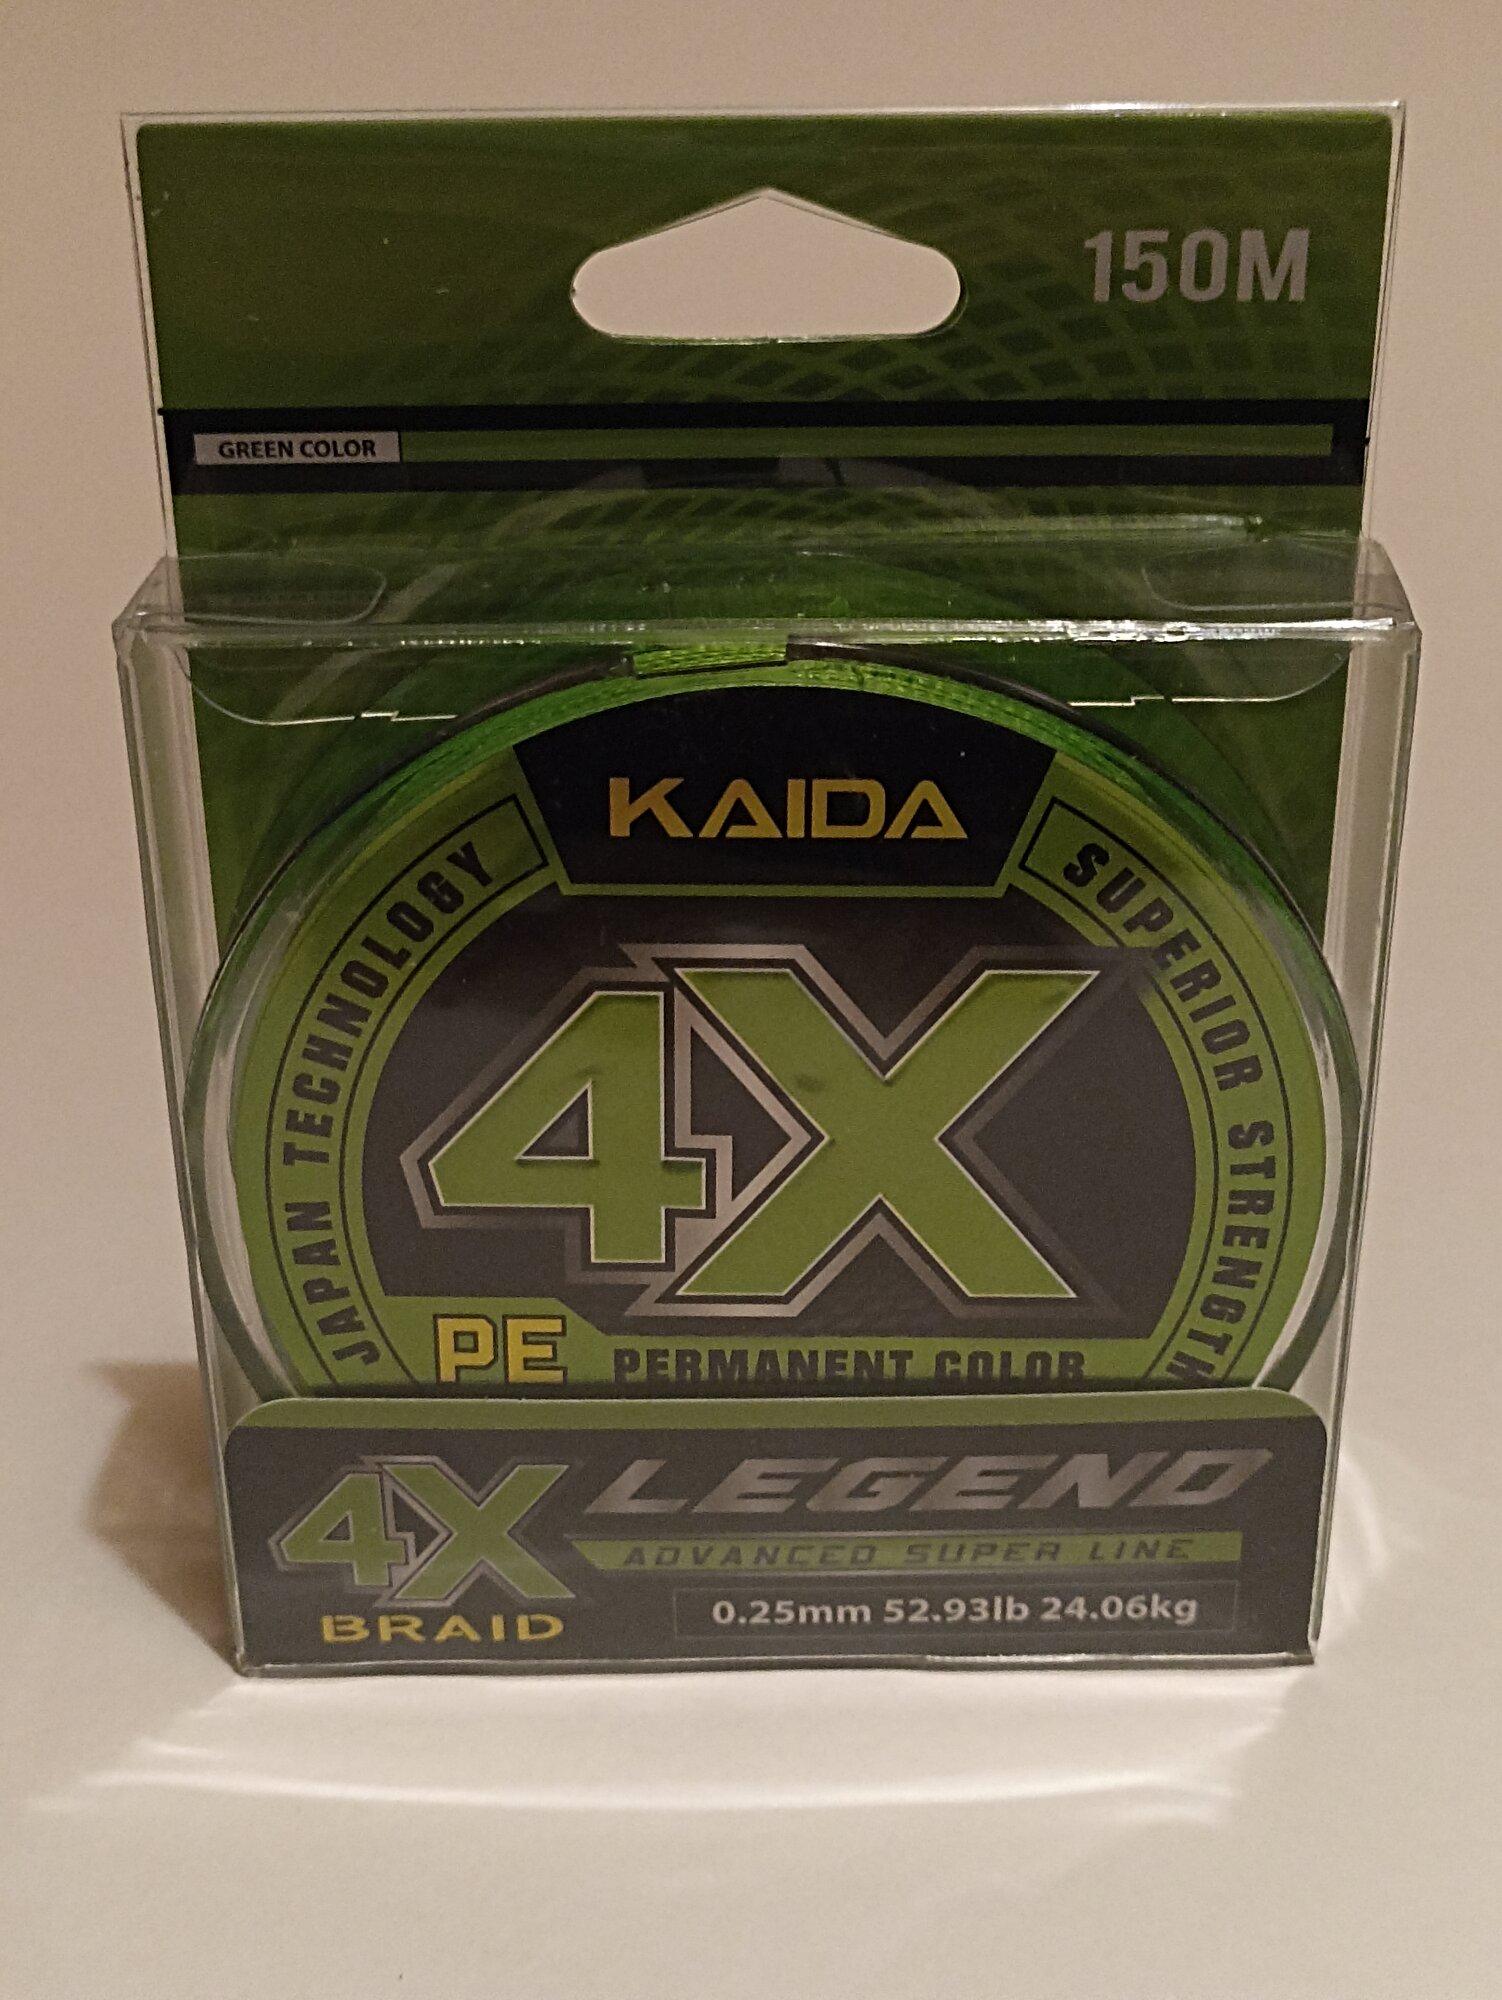 150M
GREEN COLOR
KAIDA
JAPAN TECHNOLOGY
SUPERIOR STRENGTH
4X
PE PERMANENT COLOR
4X LEGEND
ADVANCED SUPER LINE
BRAID 0.25mm 52.93lb 24.06kg